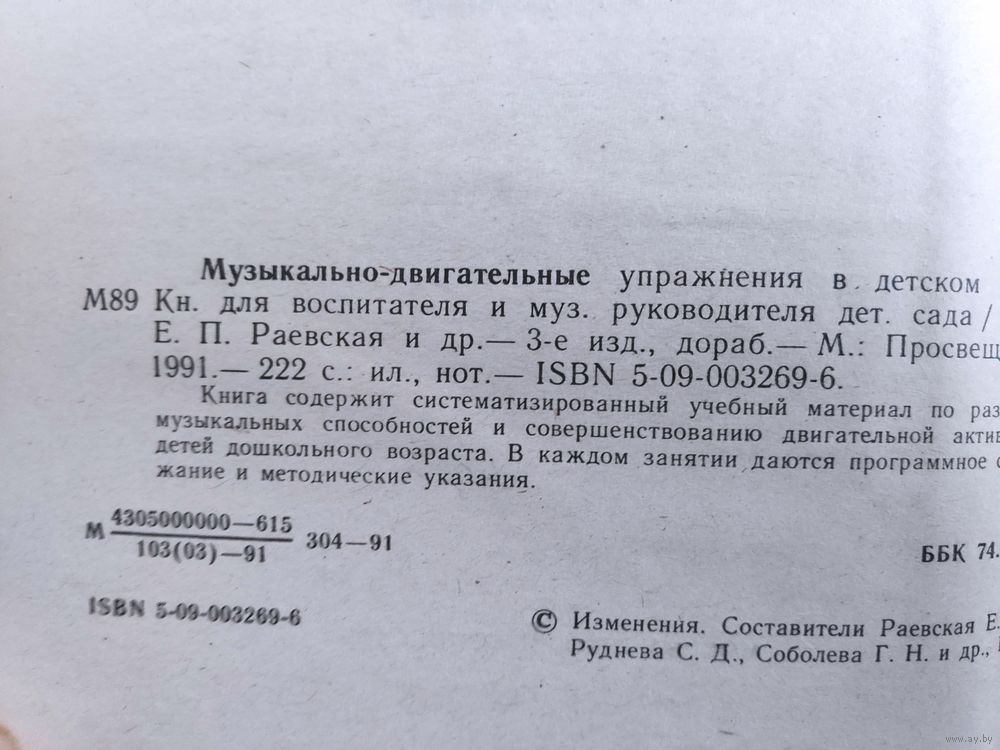 Музыкально-двигательные упражнения в детском
М89 Кн. для воспитателя и муз. руководителя дет. сада/
Е. П. Раевская и др.— 3-е изд., дораб.— М.: Просвещ
1991.— 222 с.: ил., нот.— ISBN 5-09-003269-6.
Книга содержит систематизированный учебный материал по раз
музыкальных способностей и совершенствованию двигательной актив
детей дошкольного возраста. В каждом занятии даются программное с
жание и методические указания.
М 4305000000—615
103(03)—91 304—91
ББК 74.
ISBN 5-09-003269-6
© Изменения. Составители Раевская Е.
Руднева С. Д., Соболева Г. Н. и др.,
www.ay.by